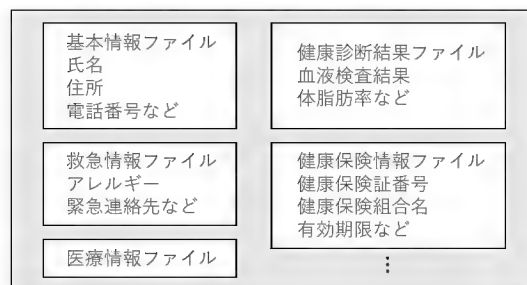 基本情報ファイル
氏名
住所
電話番号など
健康診断結果ファイル
血液検査結果
体脂肪率など
救急情報ファイル
アレルギー
緊急連絡先など
健康保険情報ファイル
健康保険証番号
健康保険組合名
有効期限など
医療情報ファイル
⋮